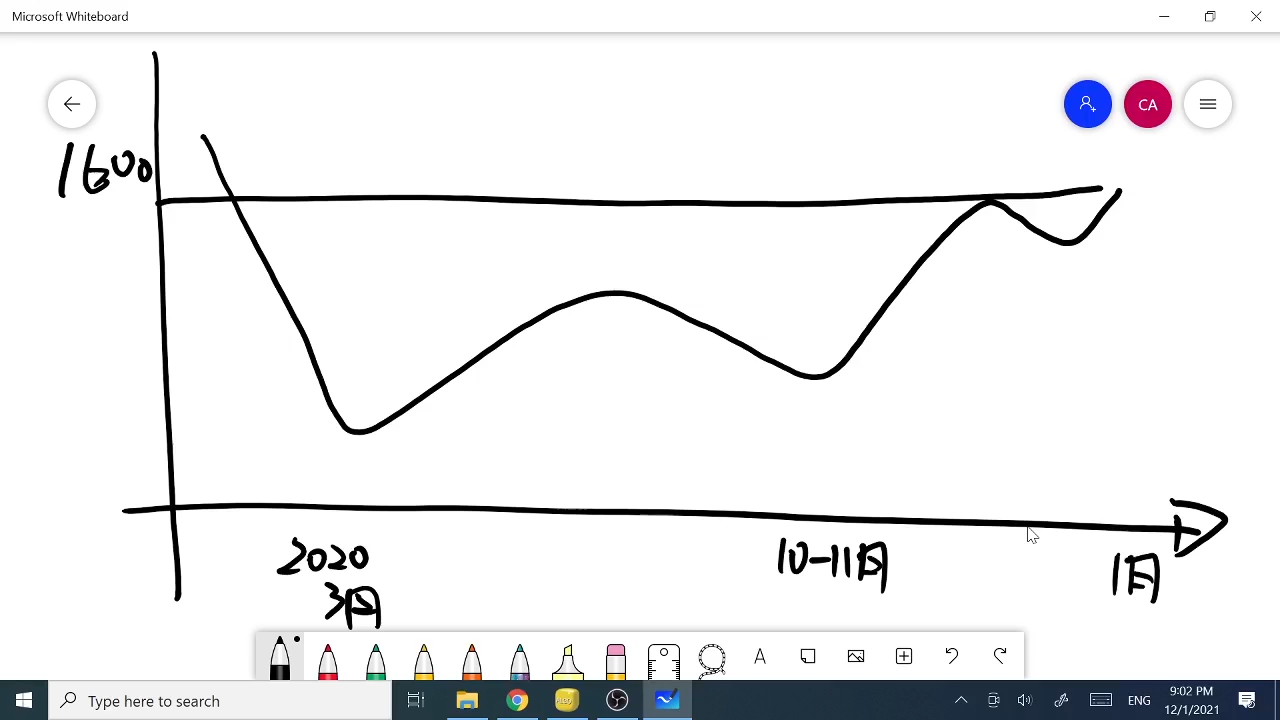 Microsoft Whiteboard
CA
1600
2020
3月
10-11月
1月
A
Type here to search
ENG
9:02 PM
12/1/2021